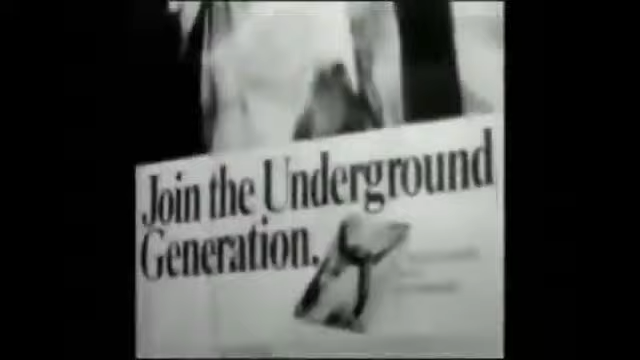 Join the Underground
Generation.